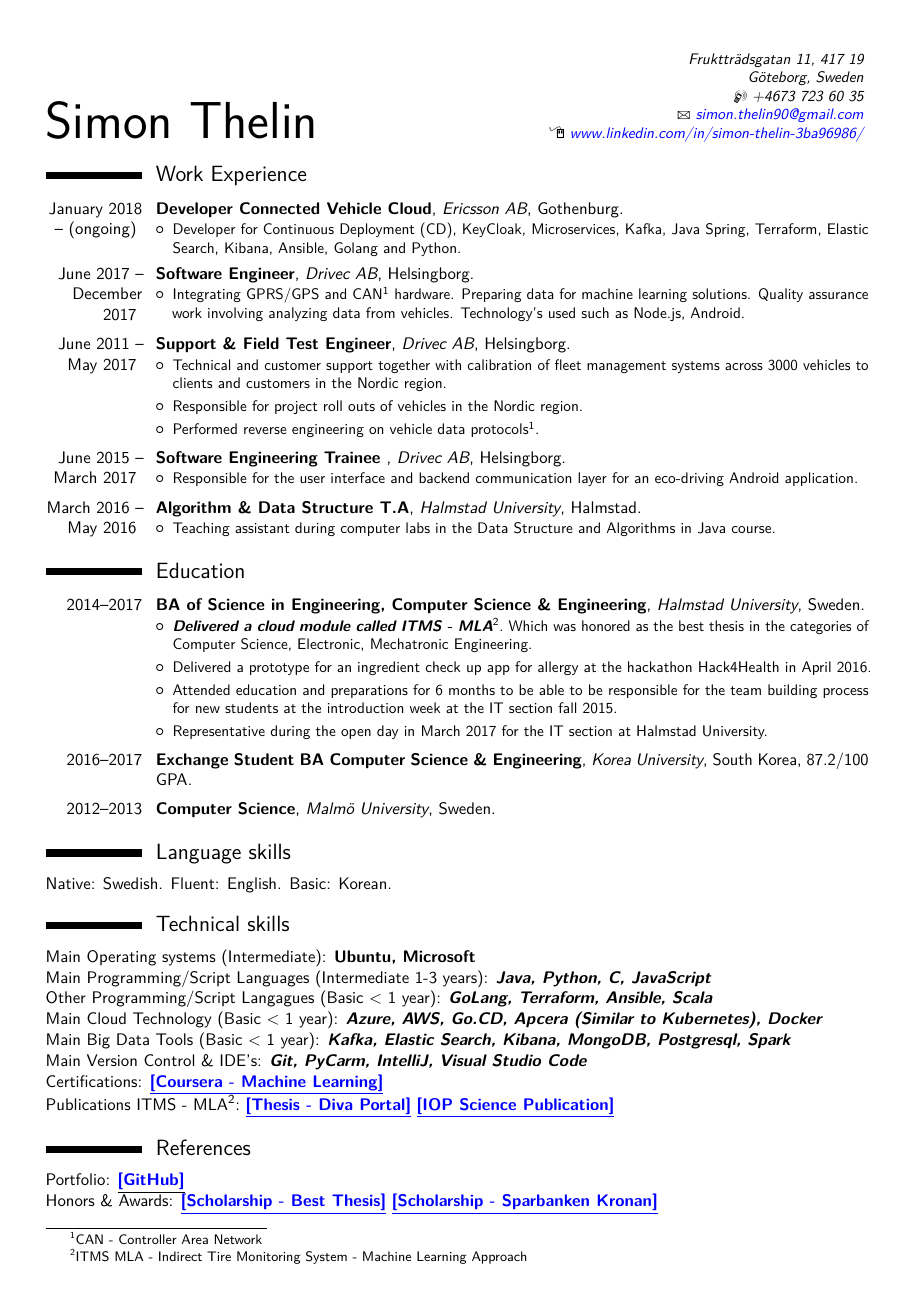 Fruktträdsgatan 11, 417 19
Göteborg, Sweden
+4673 723 60 35
simon.thelin90@gmail.com
www.linkedin.com/in/simon-thelin-3ba96986/
Simon Thelin
Work Experience
January 2018 – (ongoing)
Developer Connected Vehicle Cloud, Ericsson AB, Gothenburg.
Developer for Continuous Deployment (CD), KeyCloak, Microservices, Kafka, Java Spring, Terraform, Elastic
Search, Kibana, Ansible, Golang and Python.
June 2017 –
December
2017
Software Engineer, Drivec AB, Helsingborg.
Integrating GPRS/GPS and CAN1 hardware. Preparing data for machine learning solutions. Quality assurance
work involving analyzing data from vehicles. Technology's used such as Node.js, Android.
June 2011 –
May 2017
Support & Field Test Engineer, Drivec AB, Helsingborg.
Technical and customer support together with calibration of fleet management systems across 3000 vehicles to
clients and customers in the Nordic region.
Responsible for project roll outs of vehicles in the Nordic region.
Performed reverse engineering on vehicle data protocols1.
June 2015 –
March 2017
Software Engineering Trainee , Drivec AB, Helsingborg.
Responsible for the user interface and backend communication layer for an eco-driving Android application.
March 2016 –
May 2016
Algorithm & Data Structure T.A, Halmstad University, Halmstad.
Teaching assistant during computer labs in the Data Structure and Algorithms in Java course.
Education
2014–2017 BA of Science in Engineering, Computer Science & Engineering, Halmstad University, Sweden.
Delivered a cloud module called ITMS - MLA2. Which was honored as the best thesis in the categories of
Computer Science, Electronic, Mechatronic Engineering.
Delivered a prototype for an ingredient check up app for allergy at the hackathon Hack4Health in April 2016.
Attended education and preparations for 6 months to be able to be responsible for the team building process
for new students at the introduction week at the IT section fall 2015.
Representative during the open day in March 2017 for the IT section at Halmstad University.
2016–2017 Exchange Student BA Computer Science & Engineering, Korea University, South Korea, 87.2/100
GPA.
2012–2013 Computer Science, Malmö University, Sweden.
Language skills
Native: Swedish. Fluent: English. Basic: Korean.
Technical skills
Main Operating systems (Intermediate): Ubuntu, Microsoft
Main Programming/Script Languages (Intermediate 1-3 years): Java, Python, C, JavaScript
Other Programming/Script Langagues (Basic < 1 year): GoLang, Terraform, Ansible, Scala
Main Cloud Technology (Basic < 1 year): Azure, AWS, Go.CD, Apcera (Similar to Kubernetes), Docker
Main Big Data Tools (Basic < 1 year): Kafka, Elastic Search, Kibana, MongoDB, Postgresql, Spark
Main Version Control & IDE's: Git, PyCarm, IntelliJ, Visual Studio Code
Certifications: [Coursera - Machine Learning]
Publications ITMS - MLA2: [Thesis - Diva Portal] [IOP Science Publication]
References
Portfolio: [GitHub]
Honors & Awards: [Scholarship - Best Thesis] [Scholarship - Sparbanken Kronan]
1CAN - Controller Area Network
2ITMS MLA - Indirect Tire Monitoring System - Machine Learning Approach